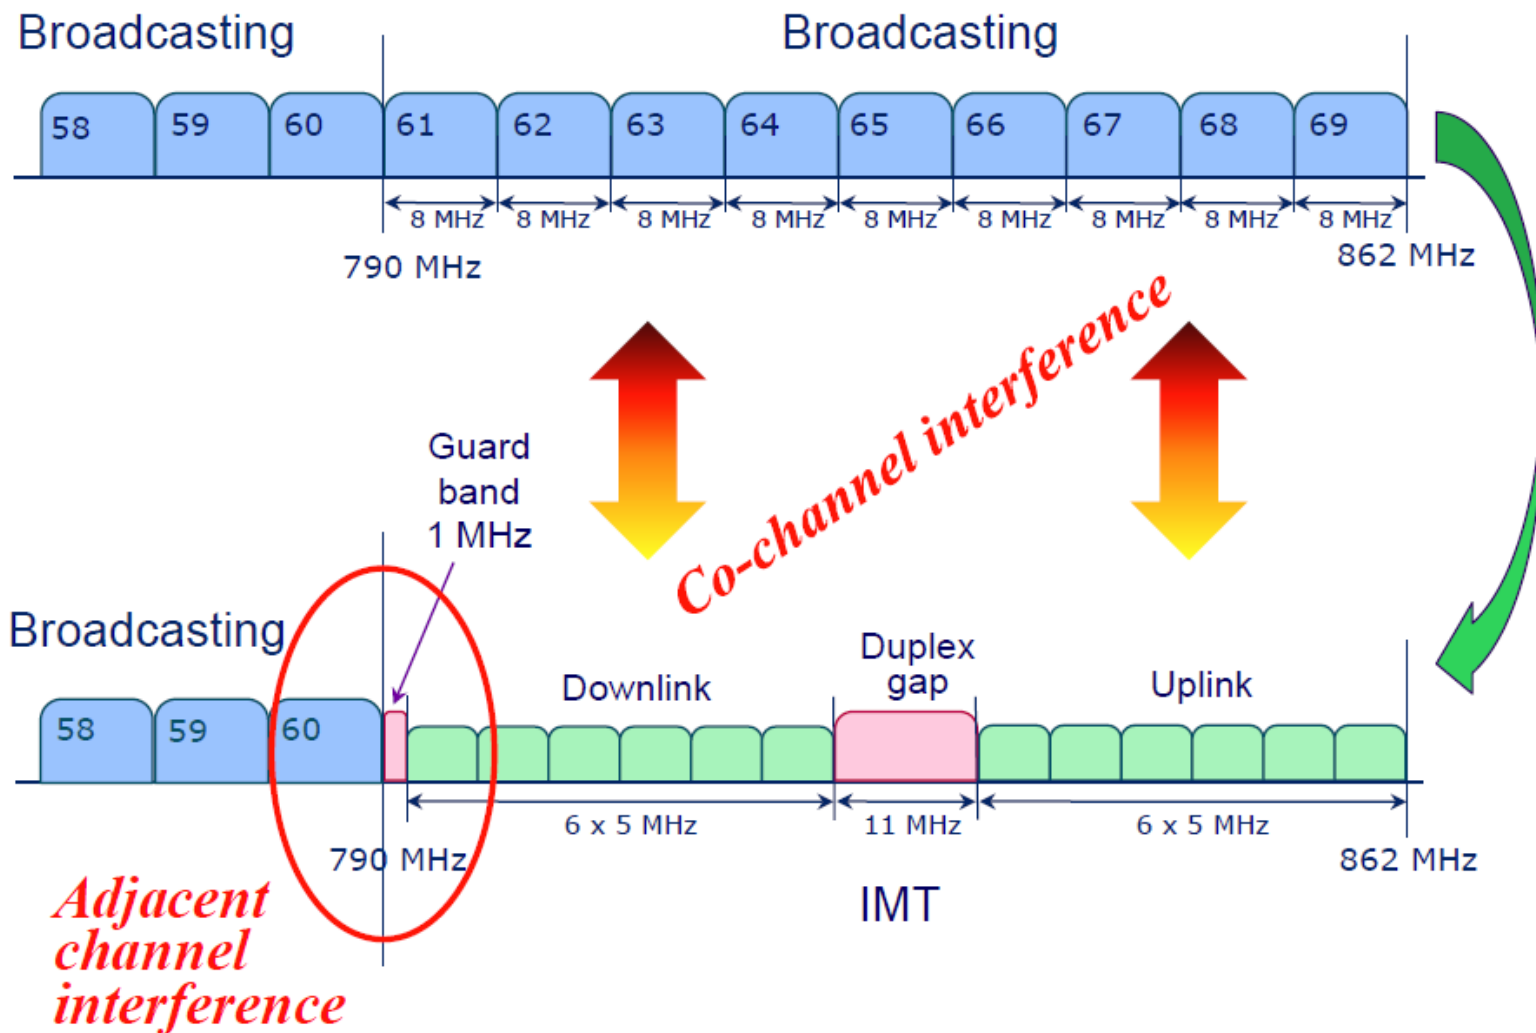 Broadcasting Broadcasting
58 59 60 61 62 63 64 65 66 67 68 69
8 MHz 8 MHz 8 MHz 8 MHz 8 MHz 8 MHz 8 MHz 8 MHz 8 MHz
790 MHz 862 MHz
Co-channel interference
Guard
band
1 MHz
Broadcasting
Downlink
Duplex
gap
Uplink
58 59 60
6 x 5 MHz 11 MHz 6 x 5 MHz
790 MHz 862 MHz
IMT
Adjacent
channel
interference